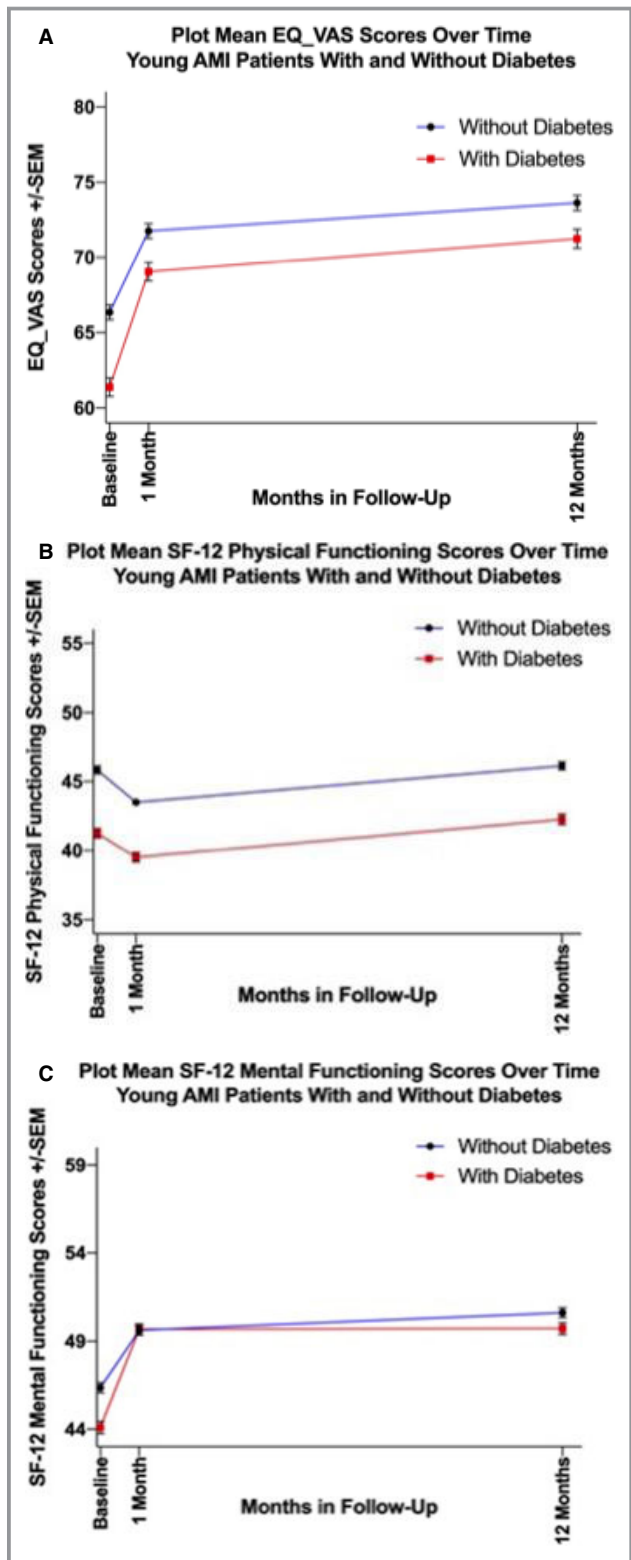 A
Plot Mean EQ_VAS Scores Over Time
Young AMI Patients With and Without Diabetes
EQ_VAS Scores +/-SEM
80
75
70
65
60
Without Diabetes
With Diabetes
Baseline
1 Month
12 Months
Months in Follow-Up
B
Plot Mean SF-12 Physical Functioning Scores Over Time
Young AMI Patients With and Without Diabetes
SF-12 Physical Functioning Scores +/-SEM
55
50
45
40
35
Without Diabetes
With Diabetes
Baseline
1 Month
12 Months
Months in Follow-Up
C
Plot Mean SF-12 Mental Functioning Scores Over Time
Young AMI Patients With and Without Diabetes
SF-12 Mental Functioning Scores +/-SEM
59
54
49
44
Without Diabetes
With Diabetes
Baseline
1 Month
12 Months
Months in Follow-Up